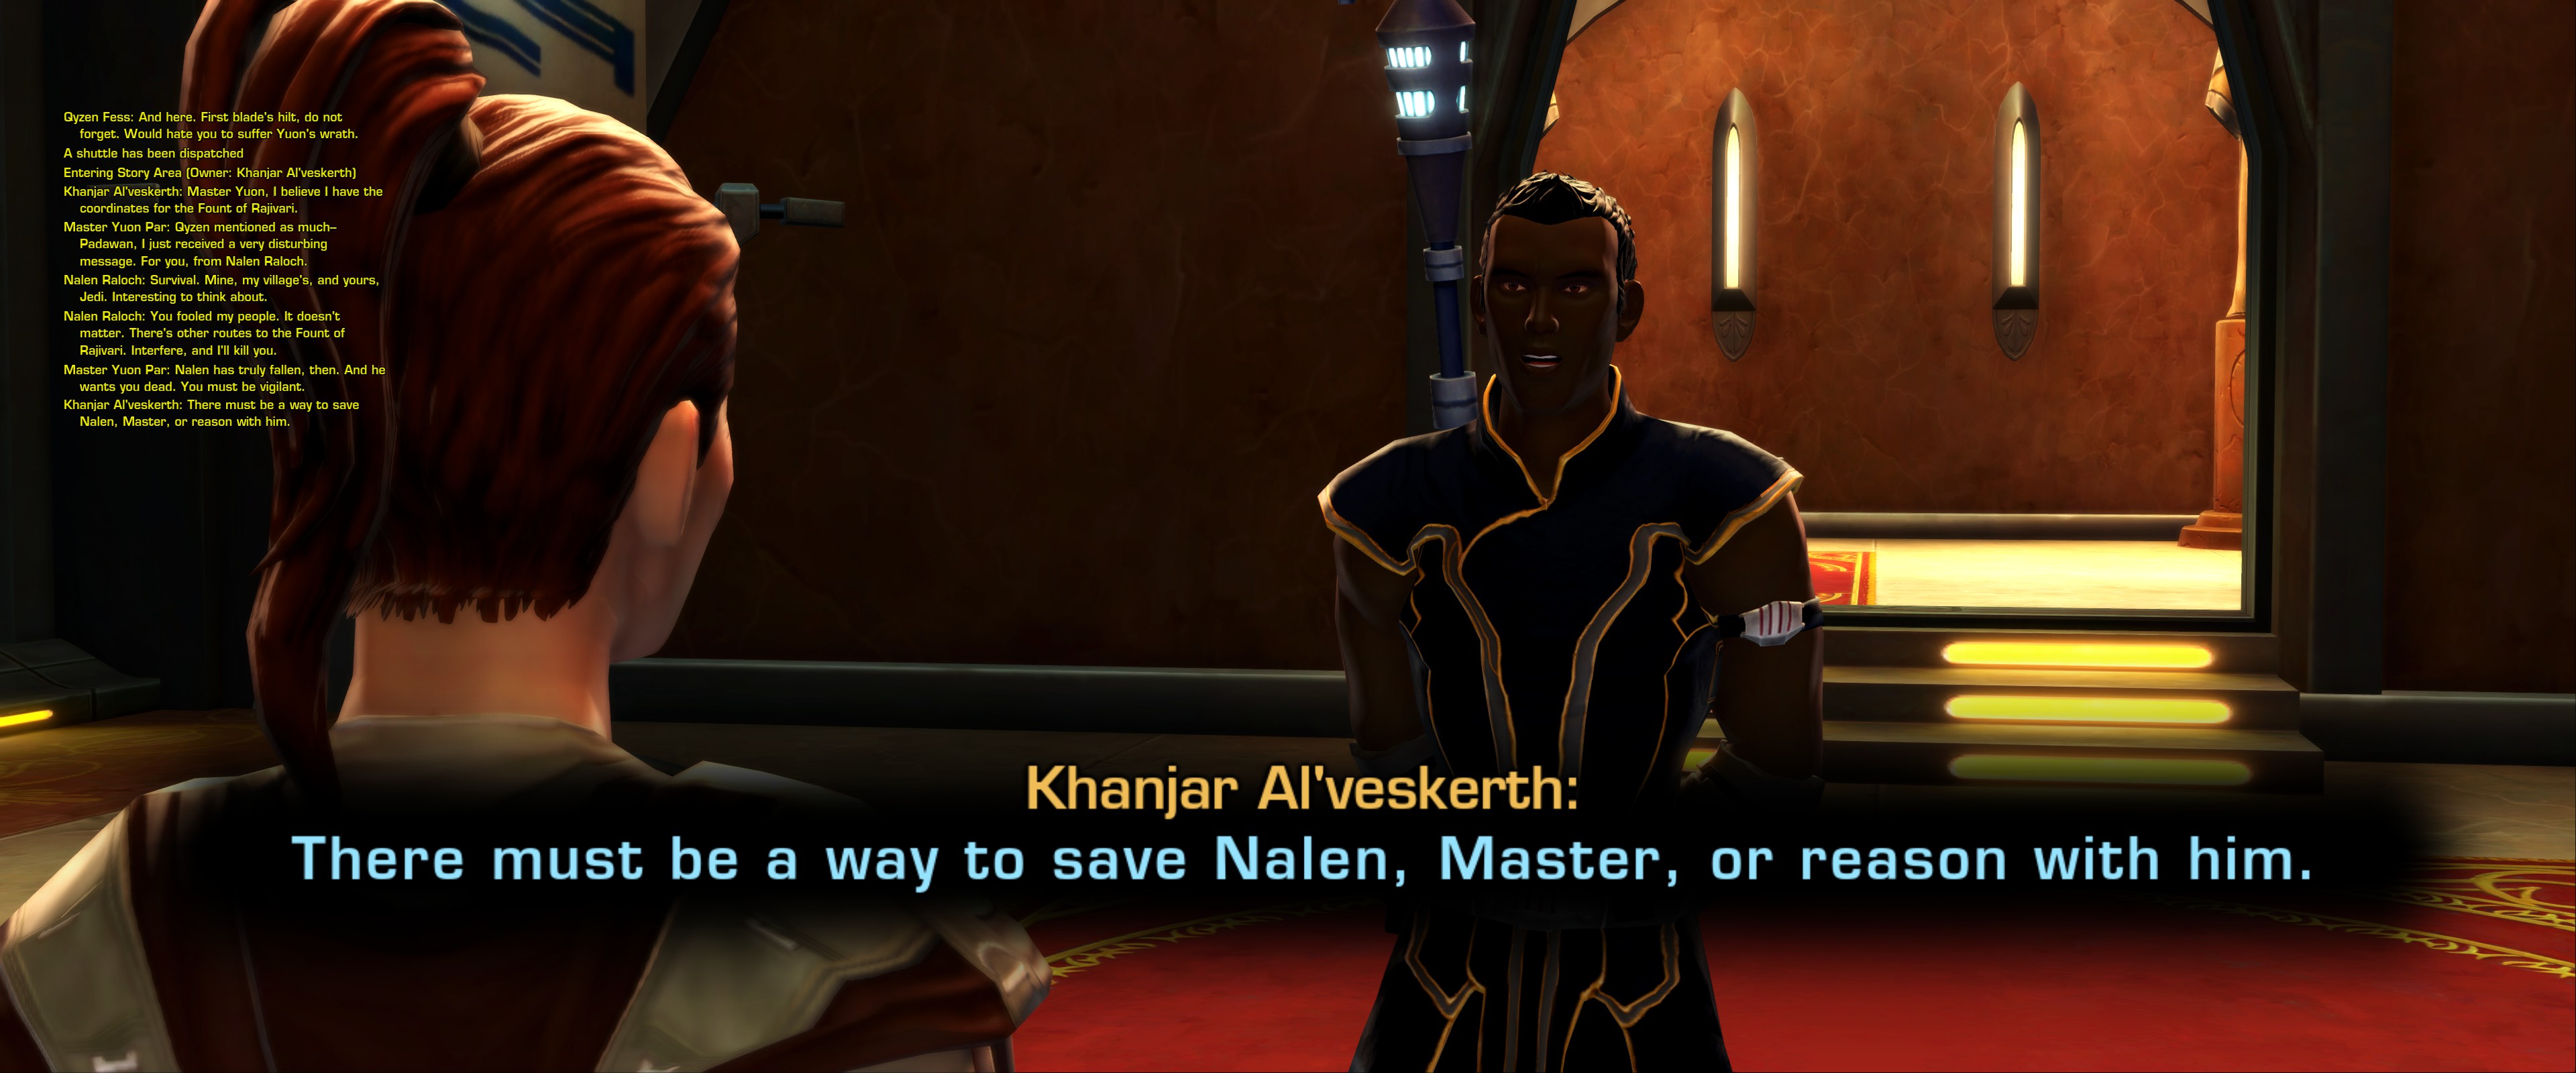 Qyzen Fess: And here. First blade's hilt, do not
forget. Would hate you to suffer Yuon's wrath.
A shuttle has been dispatched
Entering Story Area (Owner: Khanjar Al'veskerth)
Khanjar Al'veskerth: Master Yuon, I believe I have the
coordinates for the Fount of Rajivari.
Master Yuon Par: Qyzen mentioned as much–
Padawan, I just received a very disturbing
message. For you, from Nalen Raloch.
Nalen Raloch: Survival. Mine, my village's, and yours,
Jedi. Interesting to think about.
Nalen Raloch: You fooled my people. It doesn't
matter. There's other routes to the Fount of
Rajivari. Interfere, and I'll kill you.
Master Yuon Par: Nalen has truly fallen, then. And he
wants you dead. You must be vigilant.
Khanjar Al'veskerth: There must be a way to save
Nalen, Master, or reason with him.
Khanjar Al'veskerth:
There must be a way to save Nalen, Master, or reason with him.